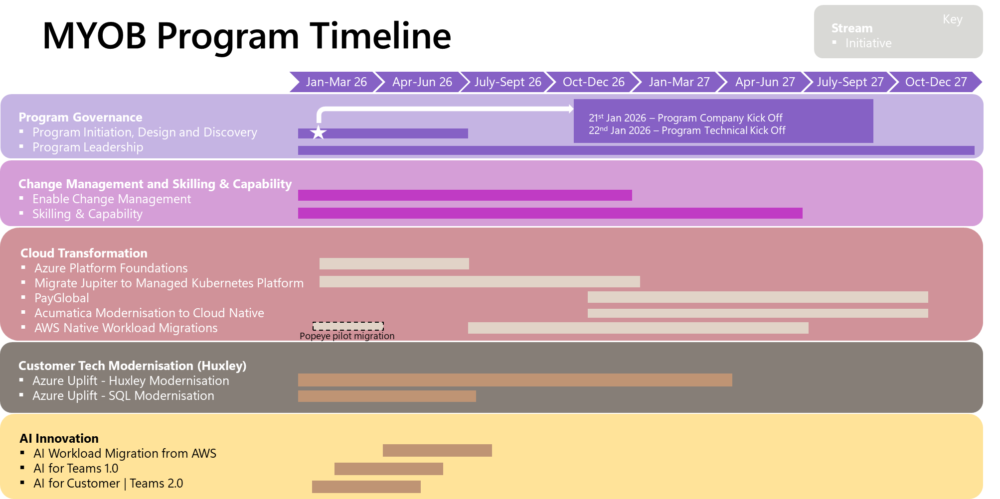 MYOB Program Timeline
Key
Stream
▪ Initiative
Jan-Mar 26
Apr-Jun 26
July-Sept 26
Oct-Dec 26
Jan-Mar 27
Apr-Jun 27
July-Sept 27
Oct-Dec 27
Program Governance
▪ Program Initiation, Design and Discovery
▪ Program Leadership
21st Jan 2026 – Program Company Kick Off
22nd Jan 2026 – Program Technical Kick Off
Change Management and Skilling & Capability
▪ Enable Change Management
▪ Skilling & Capability
Cloud Transformation
▪ Azure Platform Foundations
▪ Migrate Jupiter to Managed Kubernetes Platform
▪ PayGlobal
▪ Acumatica Modernisation to Cloud Native
▪ AWS Native Workload Migrations
Popeye pilot migration
Customer Tech Modernisation (Huxley)
▪ Azure Uplift - Huxley Modernisation
▪ Azure Uplift - SQL Modernisation
AI Innovation
▪ AI Workload Migration from AWS
▪ AI for Teams 1.0
▪ AI for Customer | Teams 2.0